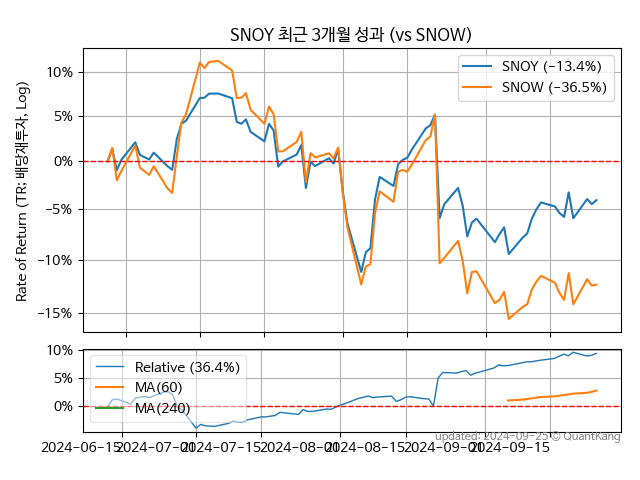 SNOY 최근 3개월 성과 (vs SNOW)
Rate of Return (TR: 배당재투자, Log)
10%
5%
0%
−5%
−10%
−15%
SNOY (-13.4%)
SNOW (-36.5%)
10%
5%
0%
Relative (36.4%)
MA(60)
MA(240)
2024-06-15
2024-07-01
2024-07-15
2024-08-01
2024-08-15
2024-09-01
2024-09-15
updated: 2024-09-25 © QuantKang